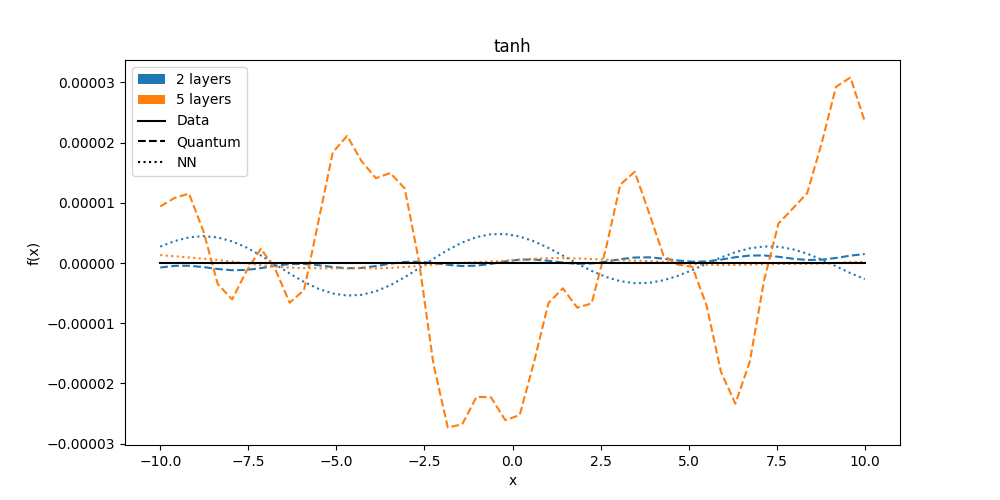 tanh
2 layers
5 layers
Data
Quantum
NN
f(x)
0.00003
0.00002
0.00001
0.00000
−0.00001
−0.00002
−0.00003
−10.0
−7.5
−5.0
−2.5
0.0
2.5
5.0
7.5
10.0
x